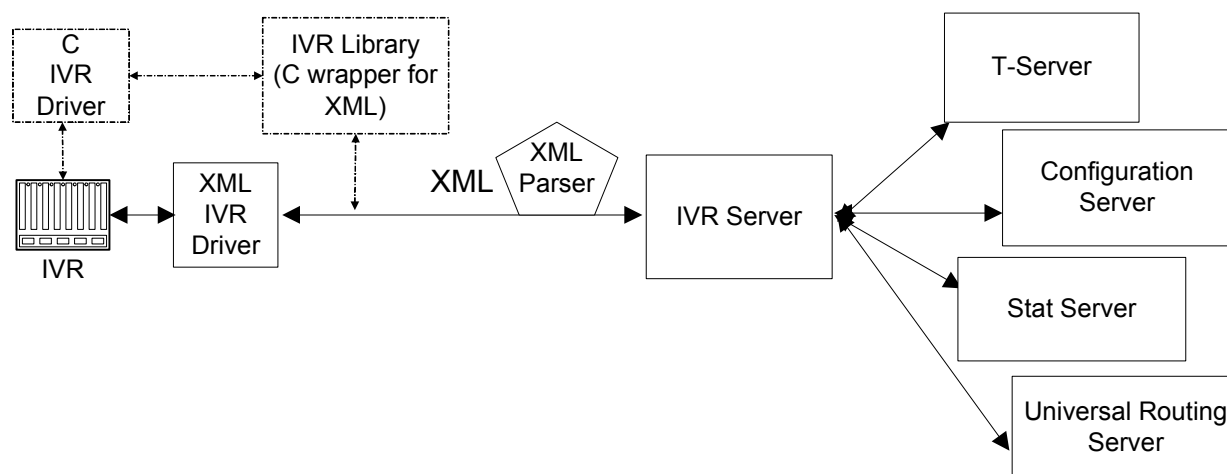 C
IVR
Driver
IVR Library
(C wrapper for
XML)
T-Server
XML
XML
Parser
Configuration
Server
XML
IVR
Driver
IVR Server
IVR
Stat Server
Universal Routing
Server